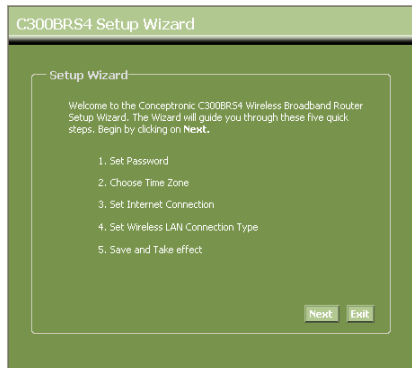 C300BRS4 Setup Wizard
Setup Wizard
Welcome to the Conceptronic C300BRS4 Wireless Broadband Router
Setup Wizard. The Wizard will guide you through these five quick
steps. Begin by clicking on Next.
1. Set Password
2. Choose Time Zone
3. Set Internet Connection
4. Set Wireless LAN Connection Type
5. Save and Take effect
Next Exit